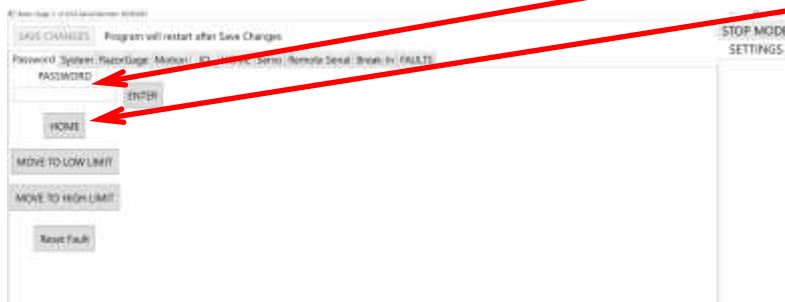 STOP MODE
SAVE CHANGES Program will restart after Save Changes
SETTINGS
Password System RazorGage Motion IO Servo Remote Serial Break In FAULTS
PASSWORD
ENTER
HOME
MOVE TO LOW LIMIT
MOVE TO HIGH LIMIT
Reset Fault